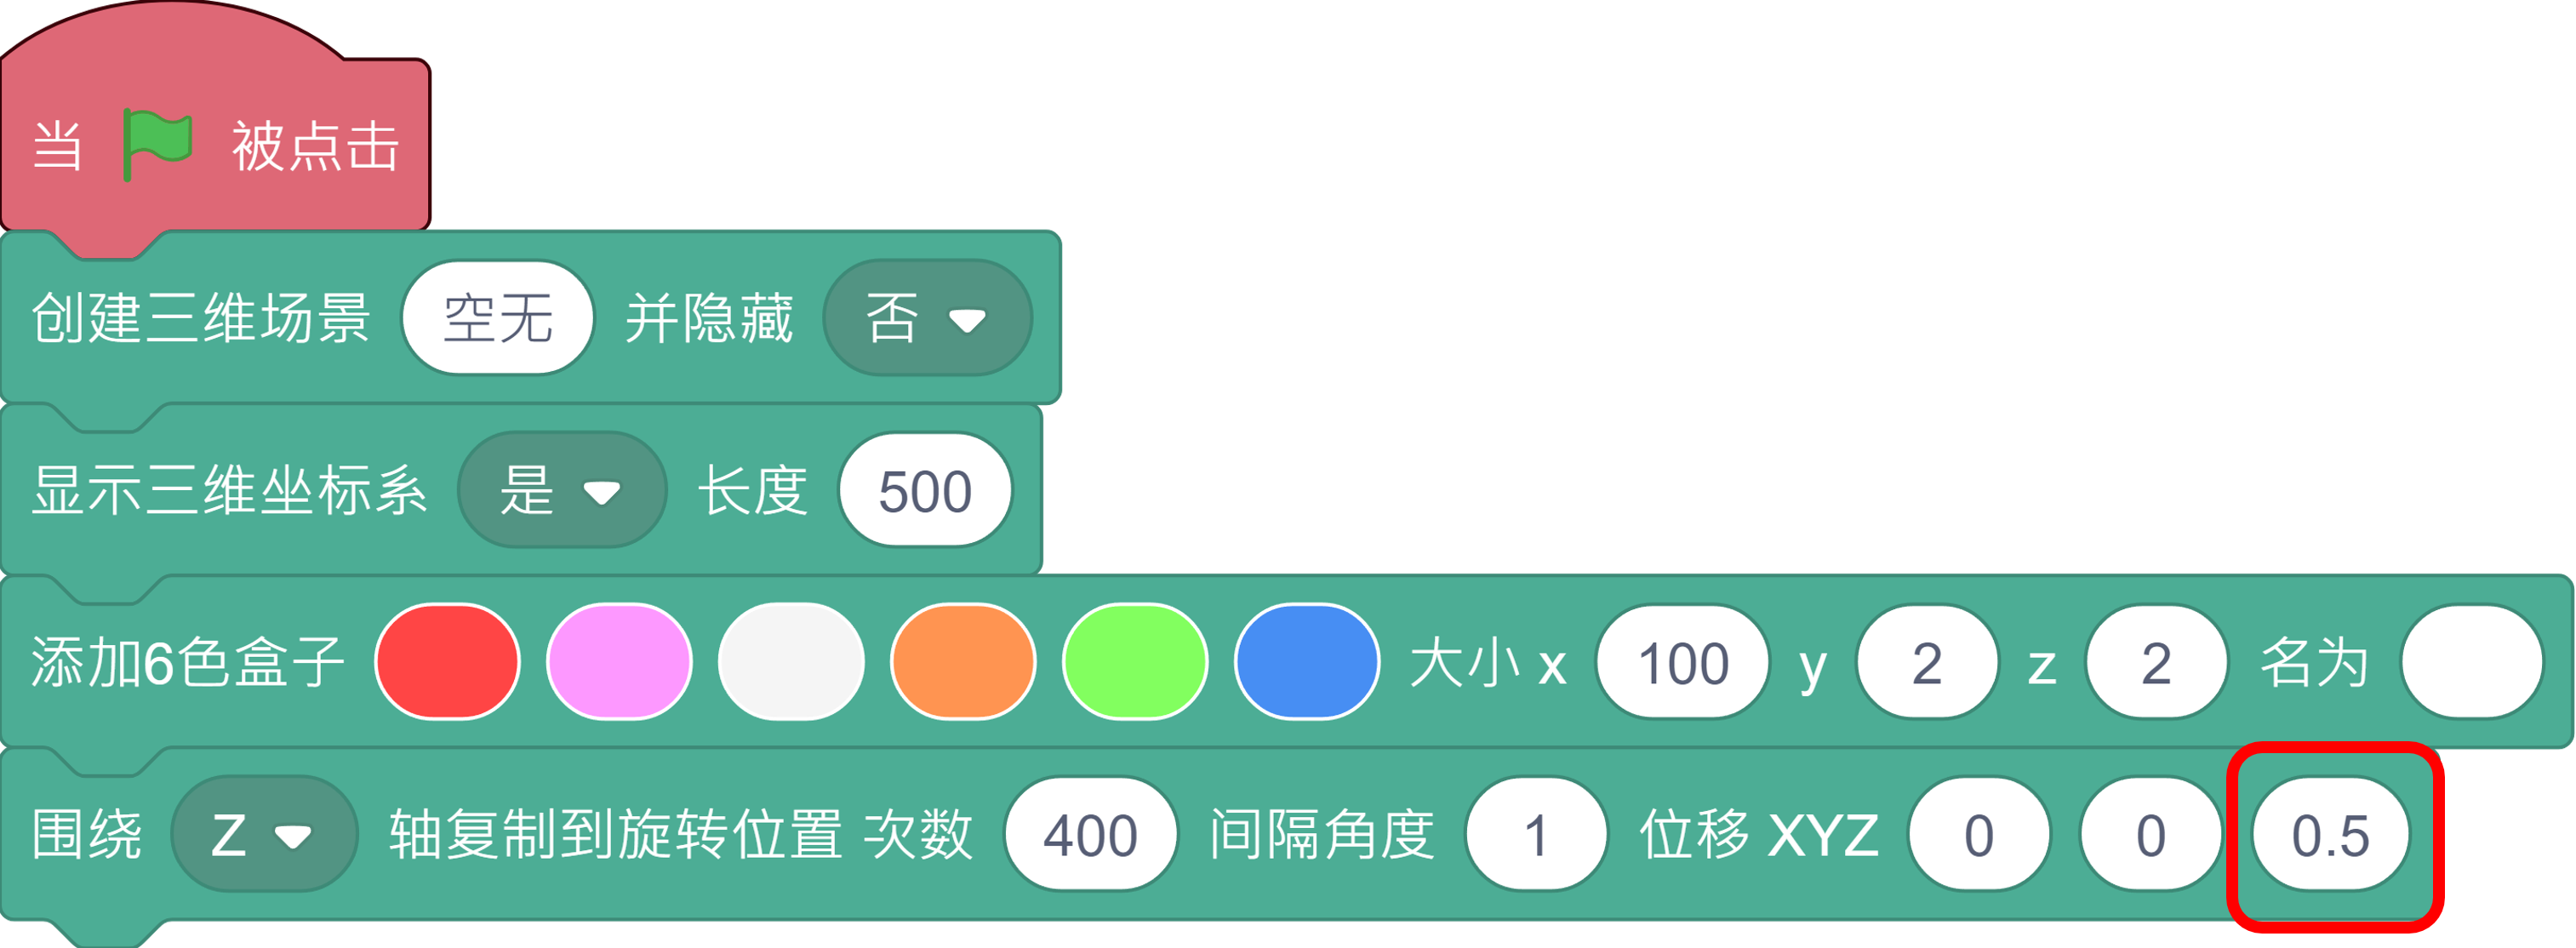 当 被点击
创建三维场景 空无 并隐藏 否
显示三维坐标系 是 长度 500
添加6色盒子 大小 x 100 y 2 z 2 名为
围绕 Z 轴复制到旋转位置 次数 400 间隔角度 1 位移 XYZ 0 0 0.5